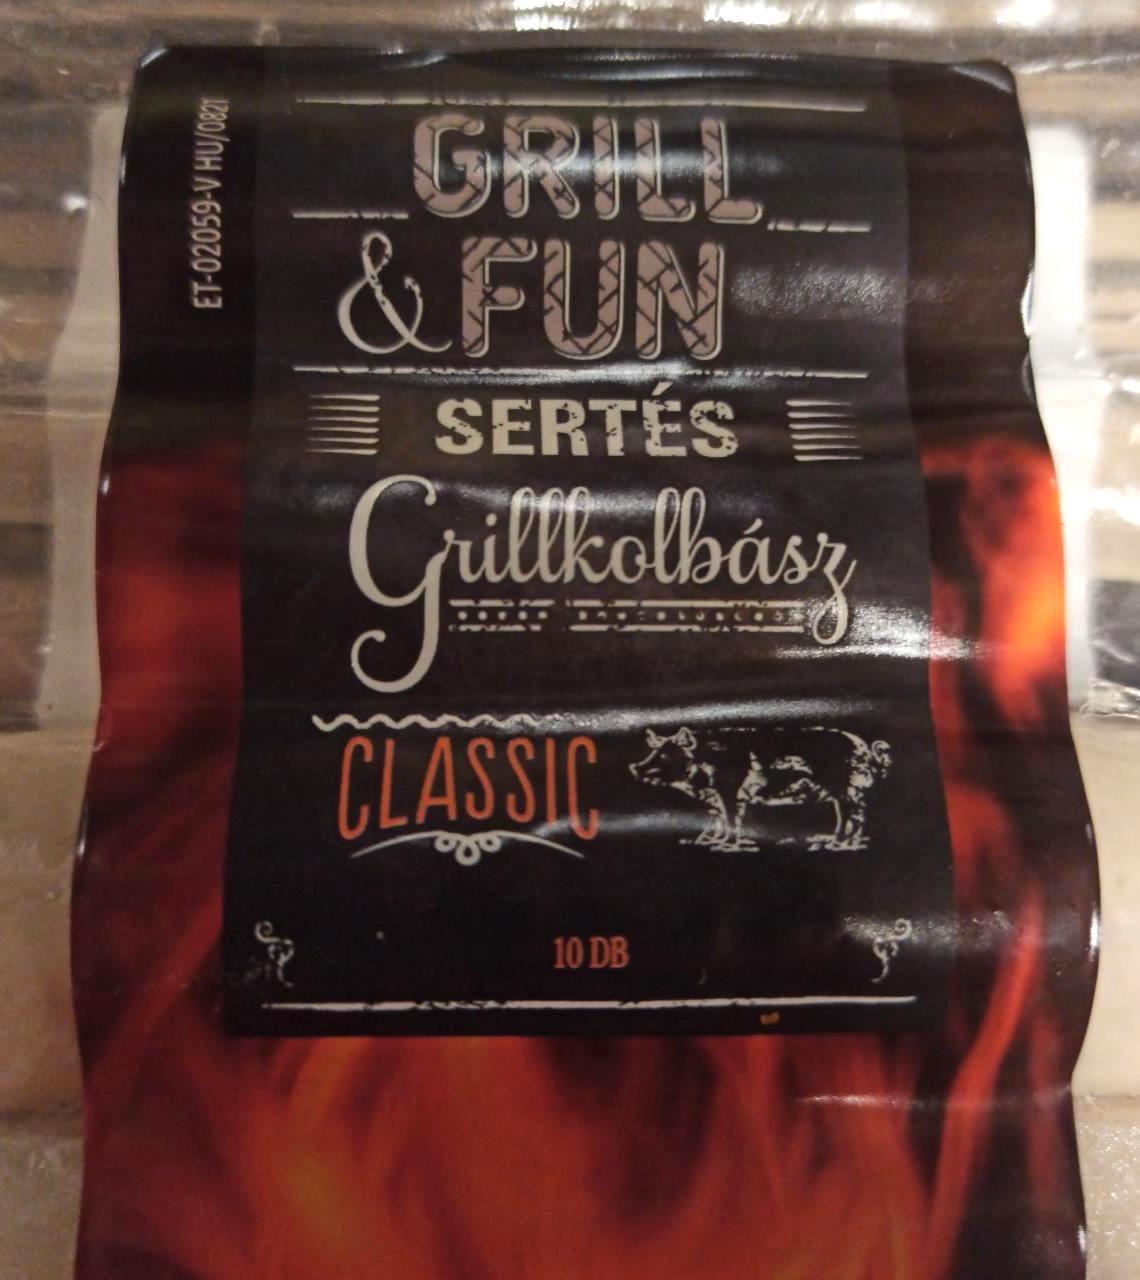 ET-02059-V HU/0821
GRILL
& FUN
SERTÉS
Grillkolbász
CLASSIC
10 DB